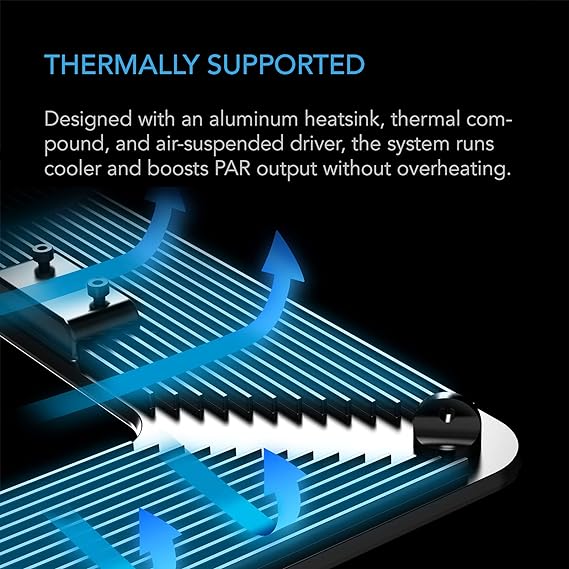 THERMALLY SUPPORTED
Designed with an aluminum heatsink, thermal com-
pound, and air-suspended driver, the system runs
cooler and boosts PAR output without overheating.